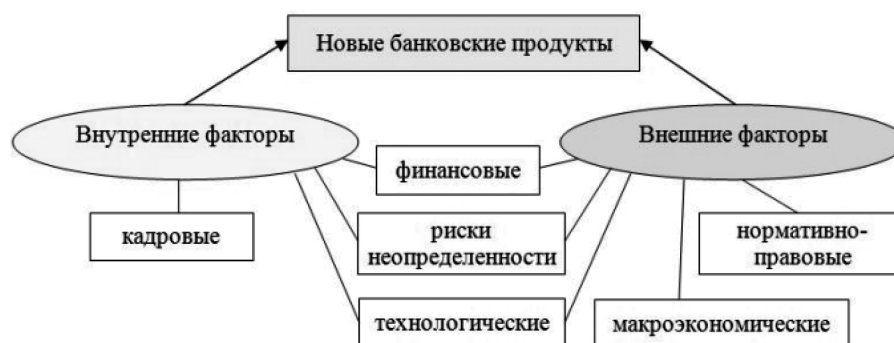 Новые банковские продукты
Внутренние факторы
Внешние факторы
финансовые
кадровые
риски
неопределенности
нормативно-
правовые
технологические
макроэкономические